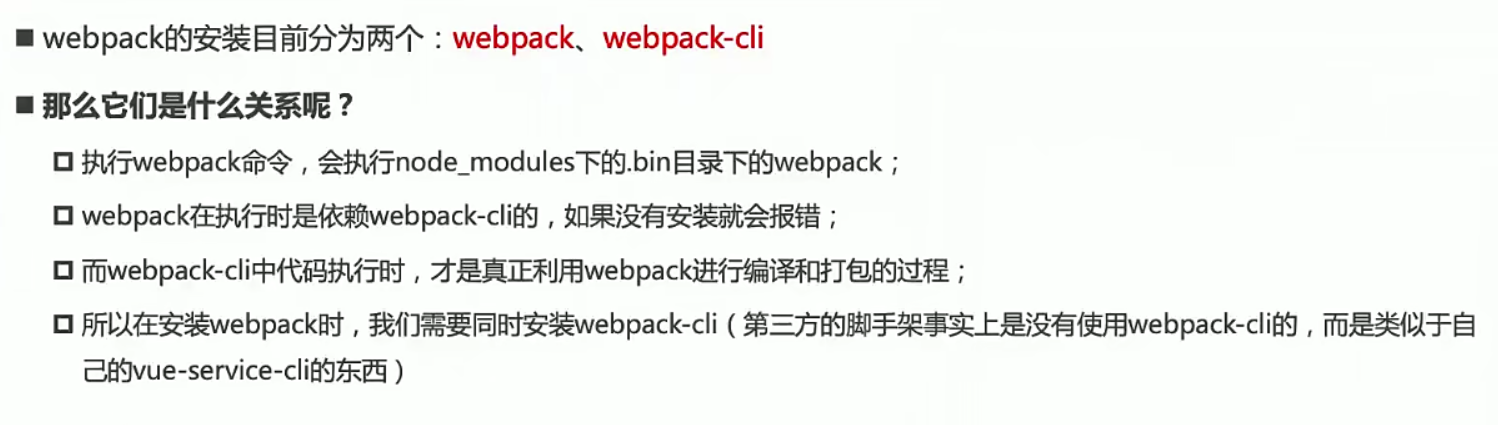 webpack的安装目前分为两个：webpack、webpack-cli
那么它们是什么关系呢？
执行webpack命令，会执行node_modules下的.bin目录下的webpack；
webpack在执行时是依赖webpack-cli的，如果没有安装就会报错；
而webpack-cli中代码执行时，才是真正利用webpack进行编译和打包的过程；
所以在安装webpack时，我们需要同时安装webpack-cli（第三方的脚手架事实上是没有使用webpack-cli的，而是类似于自
己的vue-service-cli的东西）